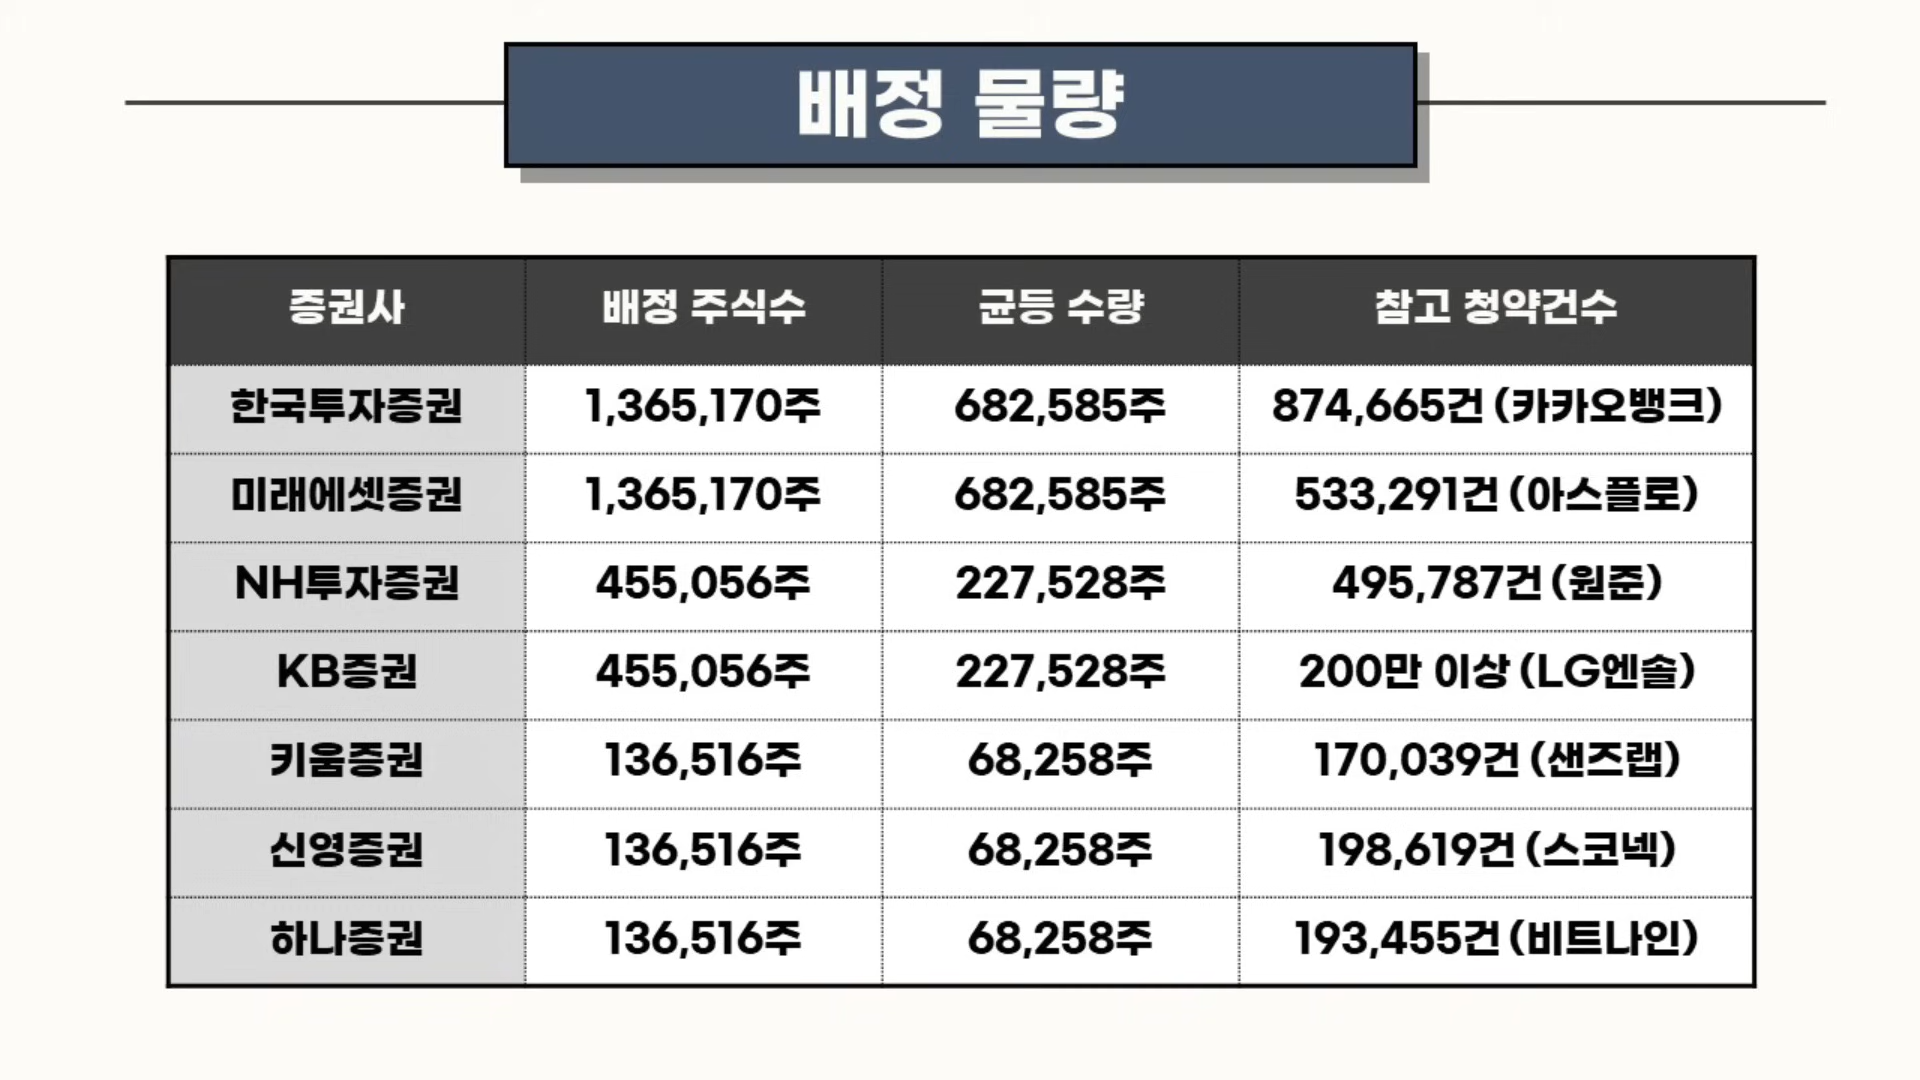 배정 물량
증권사 배정 주식수 균등 수량 참고 청약건수
한국투자증권 1,365,170주 682,585주 874,665건 (카카오뱅크)
미래에셋증권 1,365,170주 682,585주 533,291건 (아스플로)
NH투자증권 455,056주 227,528주 495,787건 (원준)
KB증권 455,056주 227,528주 200만 이상 (LG엔솔)
키움증권 136,516주 68,258주 170,039건 (샌즈랩)
신영증권 136,516주 68,258주 198,619건 (스코넥)
하나증권 136,516주 68,258주 193,455건 (비트나인)